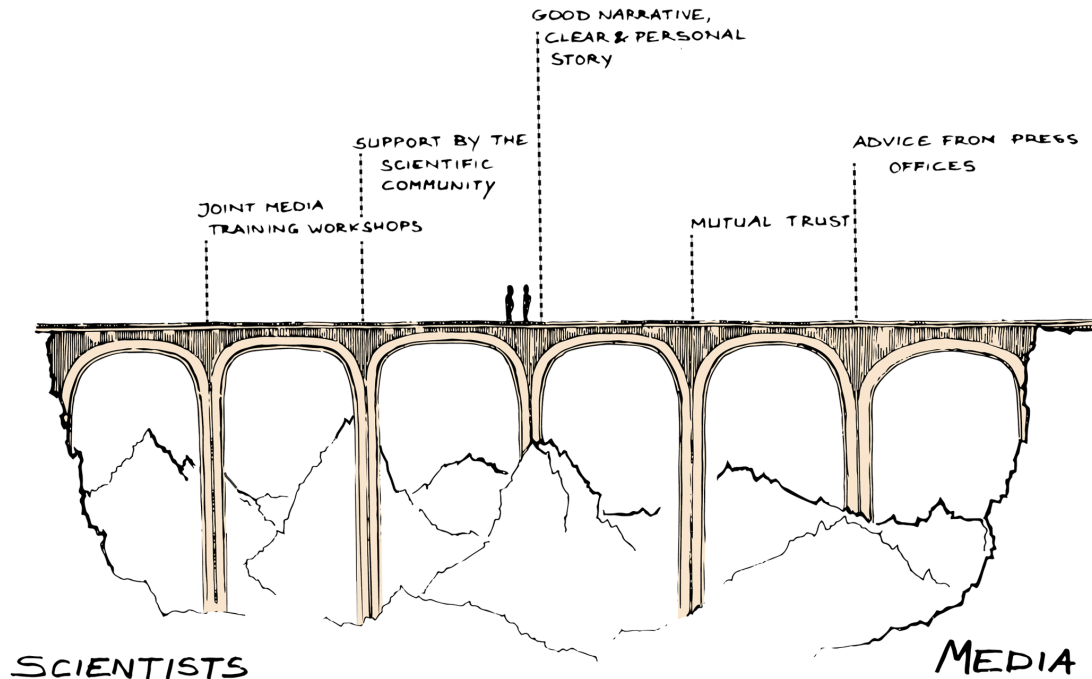 GOOD NARRATIVE,
CLEAR & PERSONAL
STORY
SUPPORT BY THE
SCIENTIFIC
COMMUNITY
ADVICE FROM PRESS
OFFICES
JOINT MEDIA
TRAINING WORKSHOPS
MUTUAL TRUST
SCIENTISTS
MEDIA